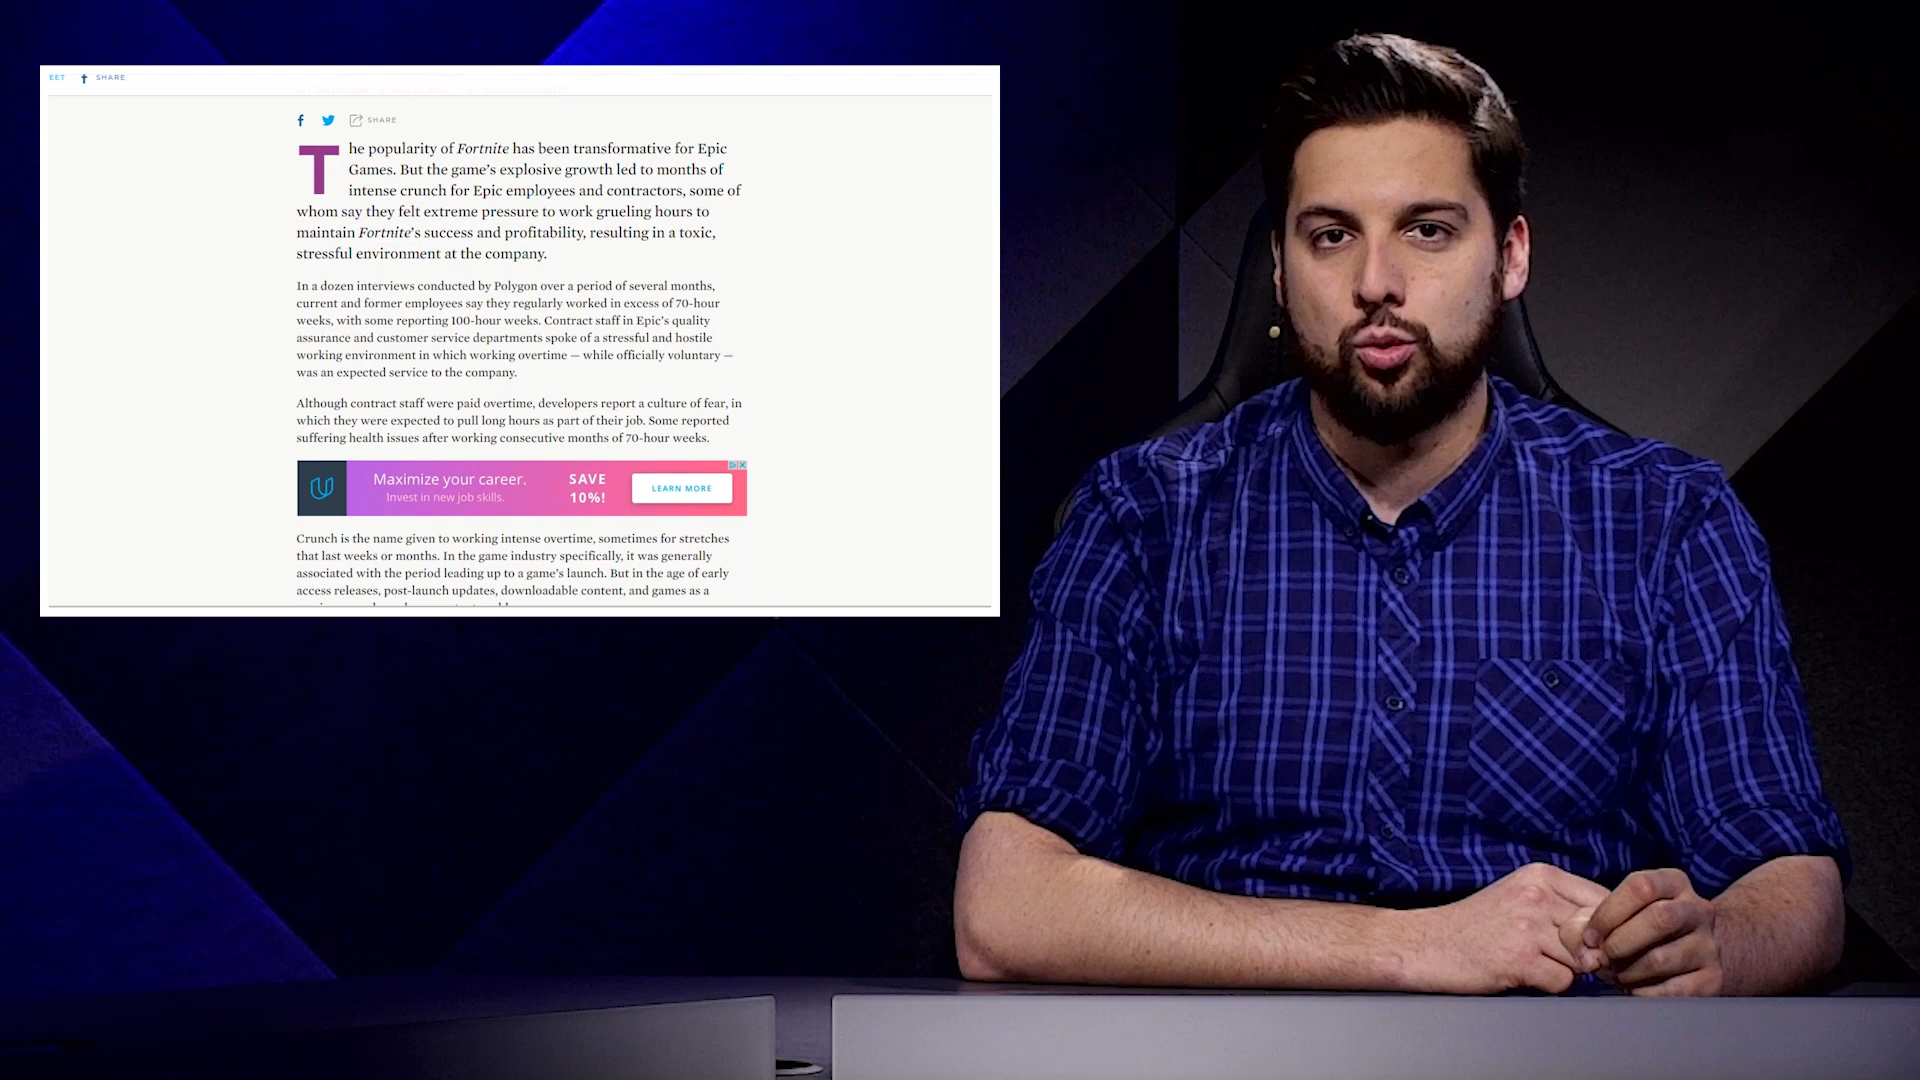 EET SHARE
SHARE
The popularity of Fortnite has been transformative for Epic
Games. But the game’s explosive growth led to months of
intense crunch for Epic employees and contractors, some of
whom say they felt extreme pressure to work grueling hours to
maintain Fortnite’s success and profitability, resulting in a toxic,
stressful environment at the company.
In a dozen interviews conducted by Polygon over a period of several months,
current and former employees say they regularly worked in excess of 70-hour
weeks, with some reporting 100-hour weeks. Contract staff in Epic’s quality
assurance and customer service departments spoke of a stressful and hostile
working environment in which working overtime — while officially voluntary —
was an expected service to the company.
Although contract staff were paid overtime, developers report a culture of fear, in
which they were expected to pull long hours as part of their job. Some reported
suffering health issues after working consecutive months of 70-hour weeks.
Maximize your career.
Invest in new job skills.
SAVE
10%!
LEARN MORE
Crunch is the name given to working intense overtime, sometimes for stretches
that last weeks or months. In the game industry specifically, it was generally
associated with the period leading up to a game’s launch. But in the age of early
access releases, post-launch updates, downloadable content, and games as a